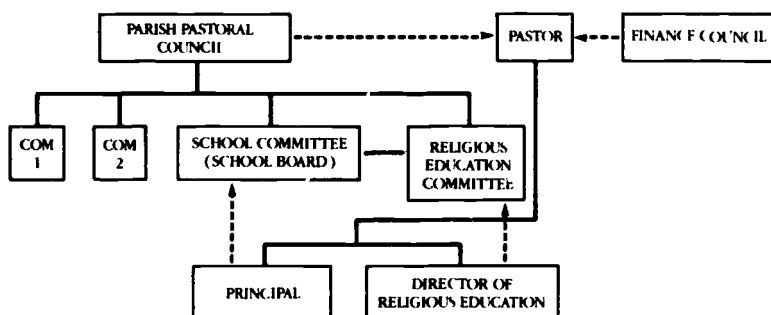 PARISH PASTORAL
COUNCIL
PASTOR
FINANCE COUNCIL
COM
1
COM
2
SCHOOL COMMITTEE
(SCHOOL BOARD)
RELIGIOUS
EDUCATION
COMMITTEE
PRINCIPAL
DIRECTOR OF
RELIGIOUS EDUCATION